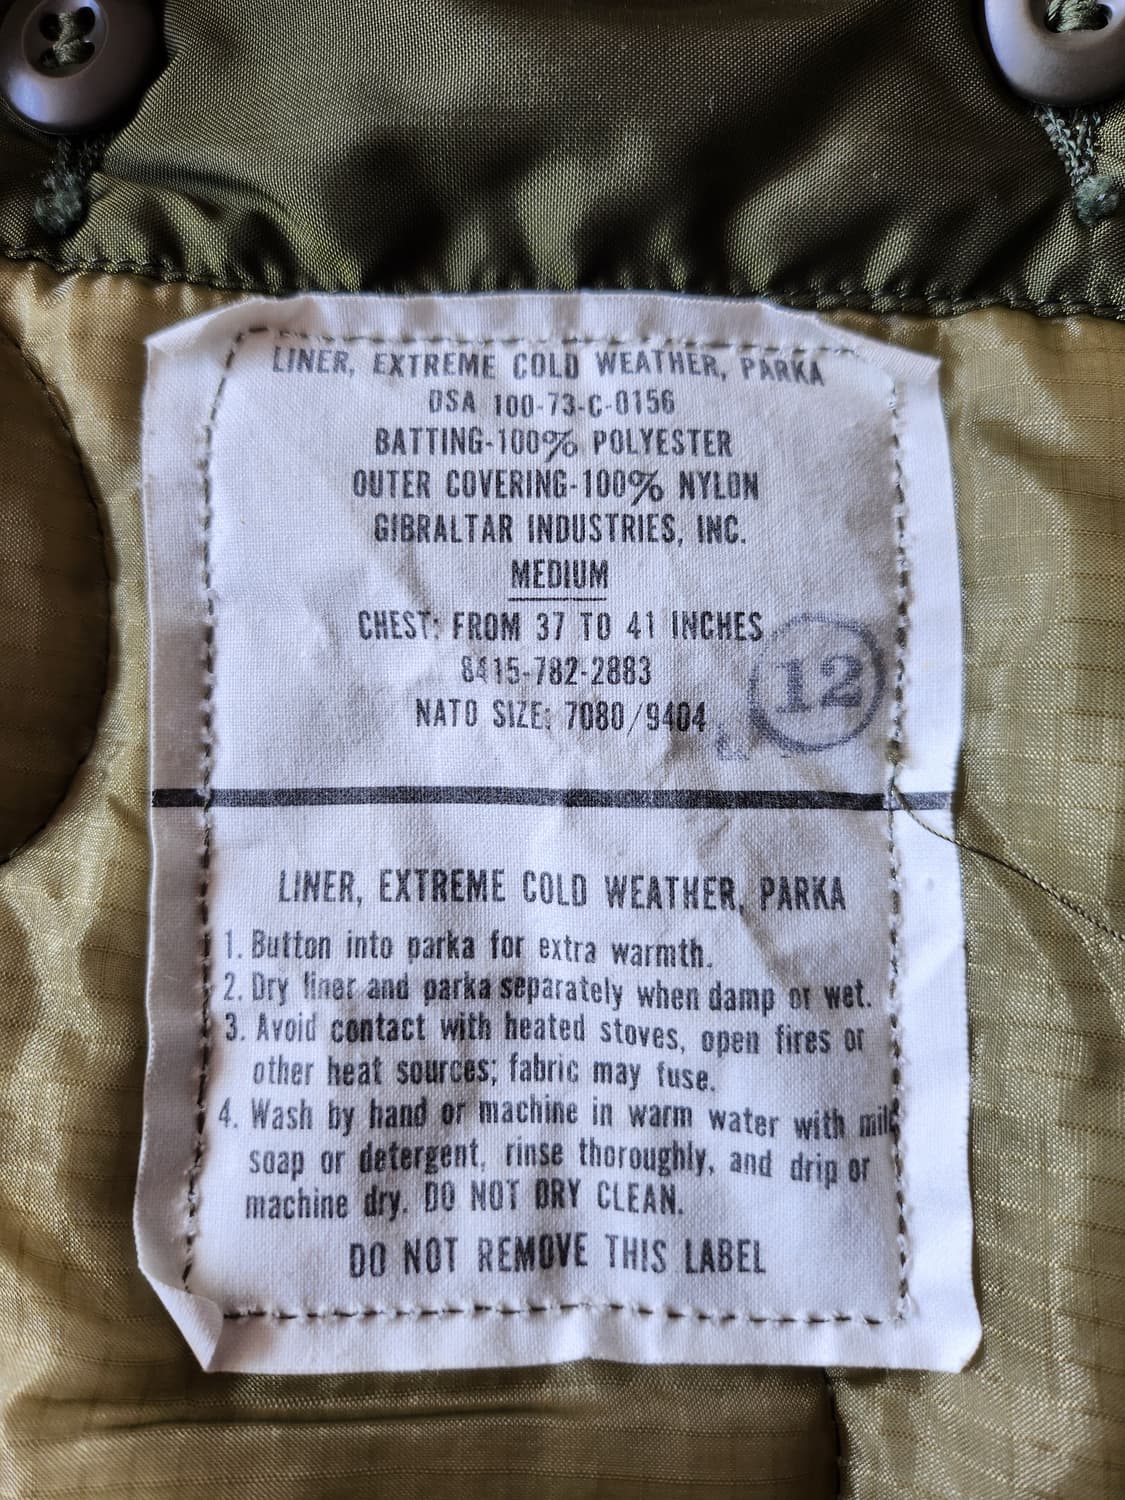 LINER, EXTREME COLD WEATHER, PARKA
DSA 100-73-C-0156
BATTING-100% POLYESTER
OUTER COVERING-100% NYLON
GIBRALTAR INDUSTRIES, INC.
MEDIUM
CHEST: FROM 37 TO 41 INCHES
8415-782-2883
NATO SIZE: 7080/9404
12
LINER, EXTREME COLD WEATHER, PARKA
1. Button into parka for extra warmth.
2. Dry liner and parka separately when damp or wet.
3. Avoid contact with heated stoves, open fires or
other heat sources; fabric may fuse.
4. Wash by hand or machine in warm water with mild
soap or detergent, rinse thoroughly, and drip or
machine dry. DO NOT DRY CLEAN.
DO NOT REMOVE THIS LABEL